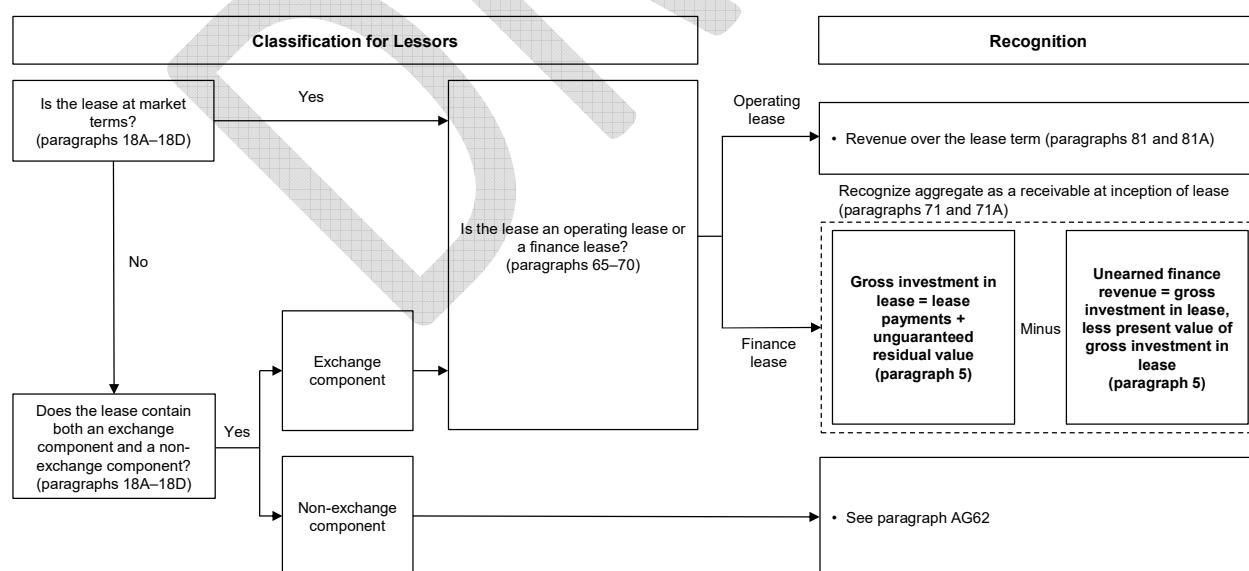 Classification for Lessors
Recognition
Is the lease at market
terms?
(paragraphs 18A–18D)
Yes
No
Does the lease contain
both an exchange
component and a non-
exchange component?
(paragraphs 18A–18D)
Yes
Exchange
component
Non-exchange
component
Is the lease an operating lease or
a finance lease?
(paragraphs 65–70)
Operating
lease
Finance
lease
• Revenue over the lease term (paragraphs 81 and 81A)
Recognize aggregate as a receivable at inception of lease
(paragraphs 71 and 71A)
Gross investment in
lease = lease
payments +
unguaranteed
residual value
(paragraph 5)
Minus
Unearned finance
revenue = gross
investment in lease,
less present value of
gross investment in
lease
(paragraph 5)
• See paragraph AG62